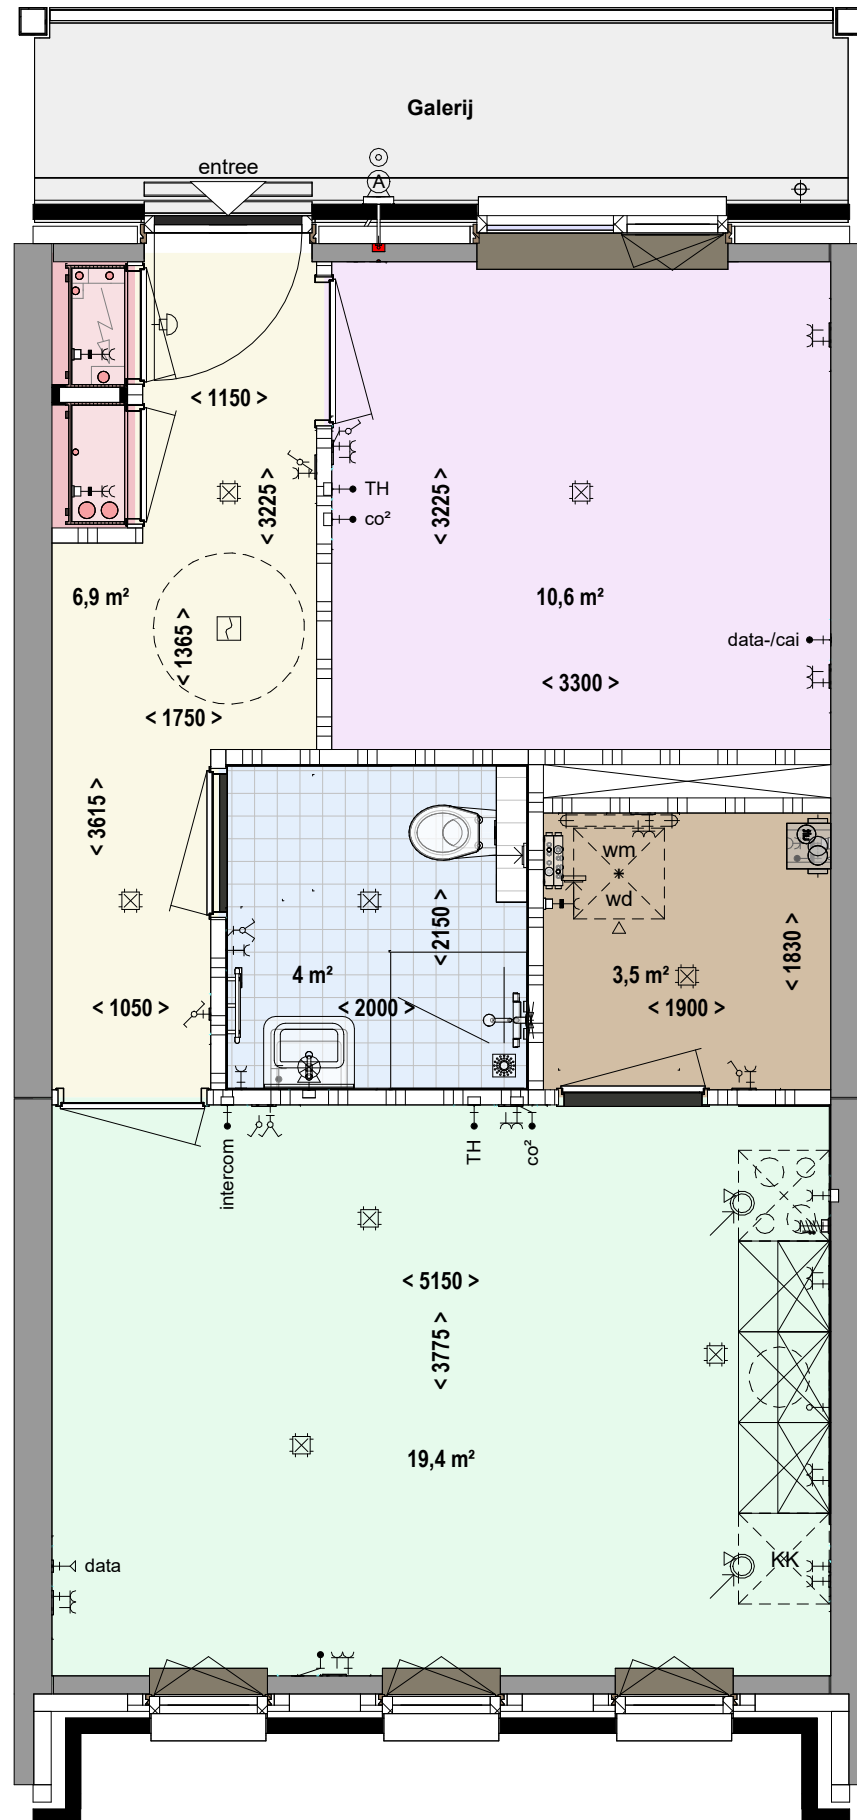 Galerij
entree
A
< 1150 >
< 3225 >
TH
co²
< 3225 >
6,9 m²
10,6 m²
< 1365 >
data-/cai
< 3300 >
< 1750 >
< 3615 >
wm
wd
< 2150 >
< 1830 >
4 m²
3,5 m²
< 1050 >
< 2000 >
< 1900 >
intercom
TH
co²
< 5150 >
< 3775 >
19,4 m²
data
KK